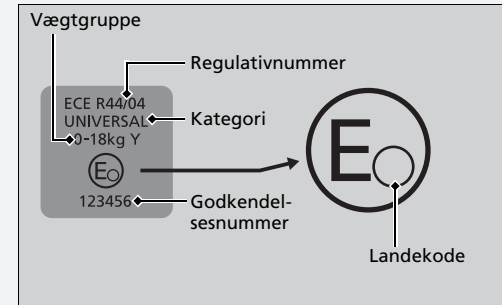 Vægtgruppe
Regulativnummer
ECE R44/04
UNIVERSAL
Kategori
0-18kg Y
E
E
123456
Godkendel-
sesnummer
Landekode